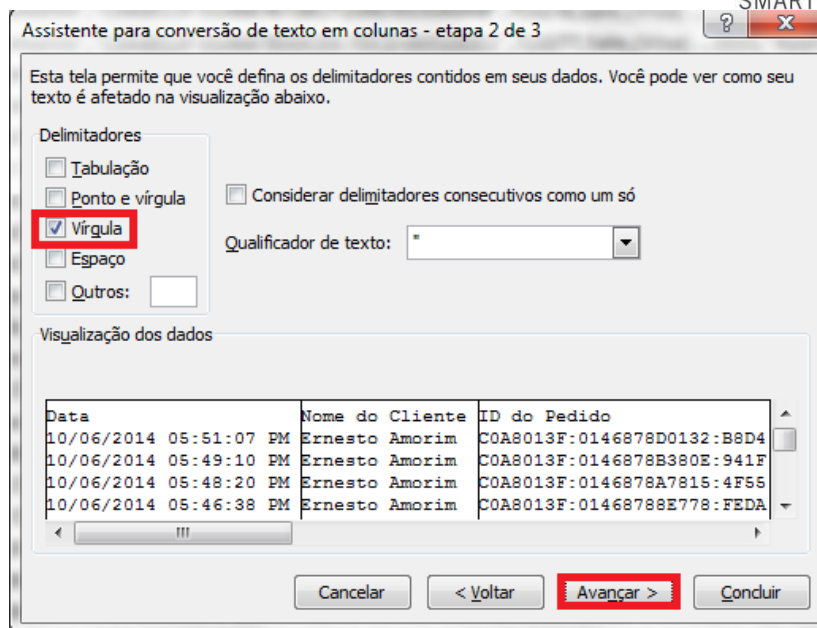 SMART
Assistente para conversão de texto em colunas - etapa 2 de 3
Esta tela permite que você defina os delimitadores contidos em seus dados. Você pode ver como seu
texto é afetado na visualização abaixo.
Delimitadores
Tabulação
Ponto e vírgula
Vírgula
Espaço
Outros:
Considerar delimitadores consecutivos como um só
Qualificador de texto: "
Visualização dos dados
Data Nome do Cliente ID do Pedido
10/06/2014 05:51:07 PM Ernesto Amorim C0A8013F:0146878D0132:B8D4
10/06/2014 05:49:10 PM Ernesto Amorim C0A8013F:0146878B380E:941F
10/06/2014 05:48:20 PM Ernesto Amorim C0A8013F:0146878A7815:4F55
10/06/2014 05:46:38 PM Ernesto Amorim C0A8013F:01468788E778:FEDA
Cancelar < Voltar Avançar > Concluir